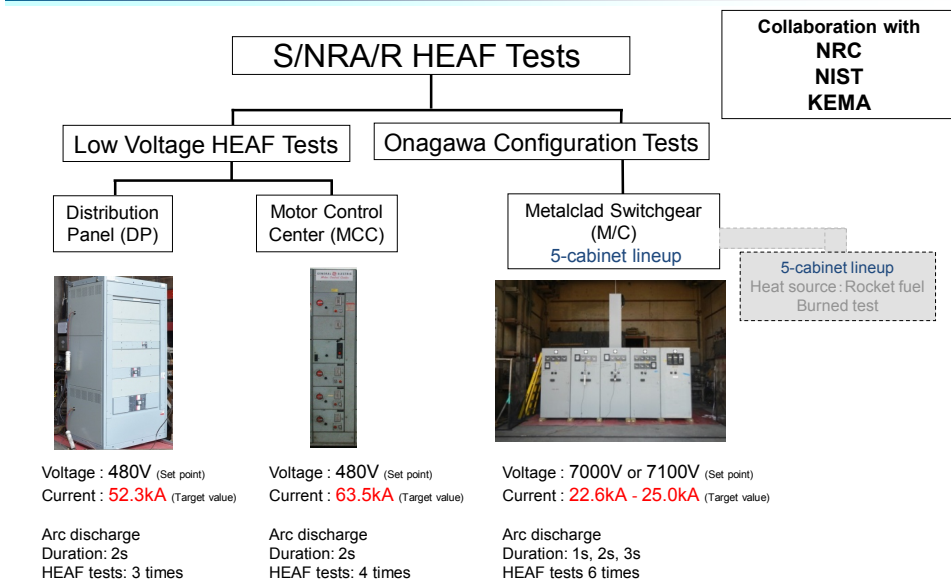 Collaboration with
NRC
NIST
KEMA
S/NRA/R HEAF Tests
Low Voltage HEAF Tests
Onagawa Configuration Tests
Distribution
Panel (DP)
Motor Control
Center (MCC)
Metalclad Switchgear
(M/C)
5-cabinet lineup
5-cabinet lineup
Heat source : Rocket fuel
Burned test
Voltage : 480V (Set point)
Current : 52.3kA (Target value)
Arc discharge
Duration: 2s
HEAF tests: 3 times
Voltage : 480V (Set point)
Current : 63.5kA (Target value)
Arc discharge
Duration: 2s
HEAF tests: 4 times
Voltage : 7000V or 7100V (Set point)
Current : 22.6kA - 25.0kA (Target value)
Arc discharge
Duration: 1s, 2s, 3s
HEAF tests 6 times